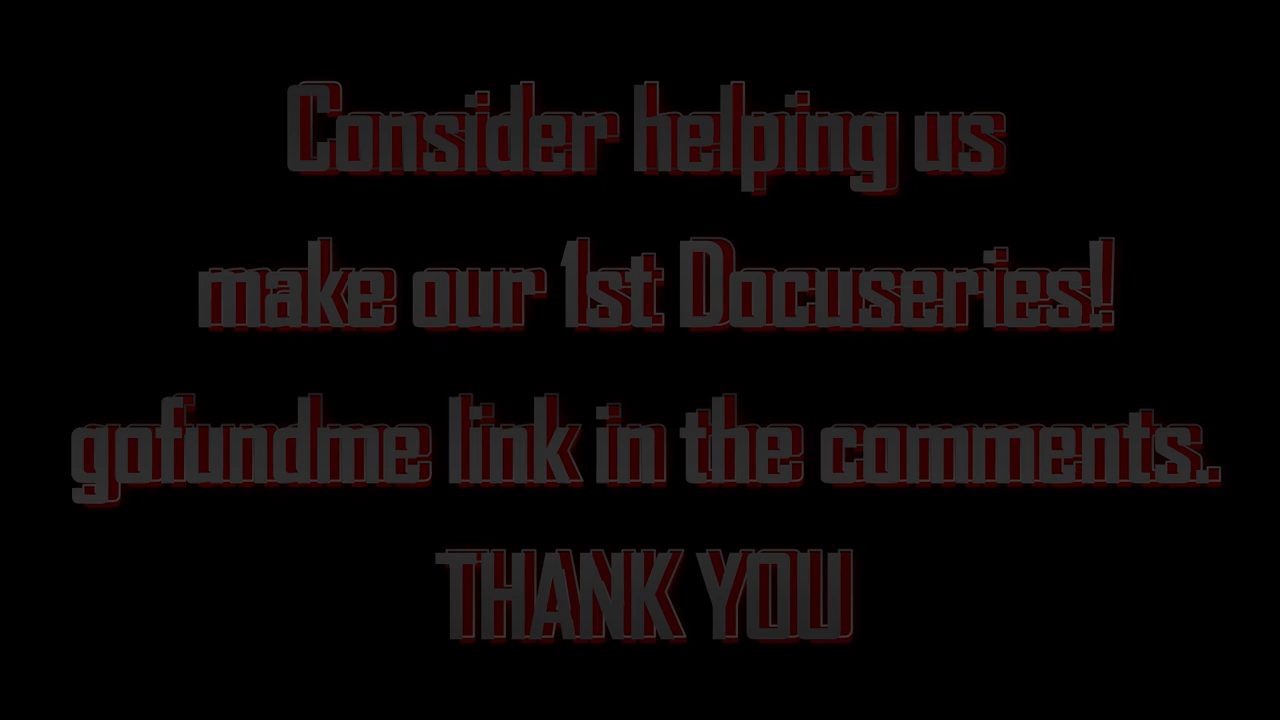 Consider helping us
make our 1st Docuseries!
gofundme link in the comments..
THANK YOU